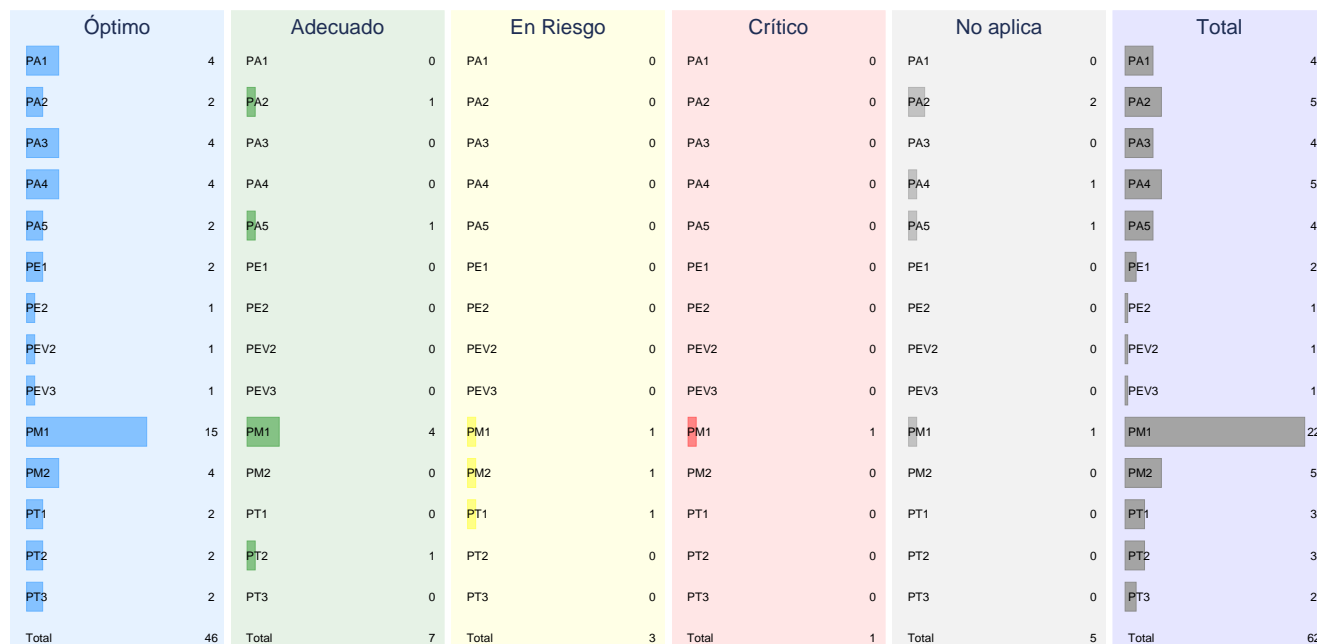 Óptimo Adecuado En Riesgo Crítico No aplica Total
PA1 4 PA1 0 PA1 0 PA1 0 PA1 0 PA1 4
PA2 2 PA2 1 PA2 0 PA2 0 PA2 2 PA2 5
PA3 4 PA3 0 PA3 0 PA3 0 PA3 0 PA3 4
PA4 4 PA4 0 PA4 0 PA4 0 PA4 1 PA4 5
PA5 2 PA5 1 PA5 0 PA5 0 PA5 1 PA5 4
PE1 2 PE1 0 PE1 0 PE1 0 PE1 0 PE1 2
PE2 1 PE2 0 PE2 0 PE2 0 PE2 0 PE2 1
PEV2 1 PEV2 0 PEV2 0 PEV2 0 PEV2 0 PEV2 1
PEV3 1 PEV3 0 PEV3 0 PEV3 0 PEV3 0 PEV3 1
PM1 15 PM1 4 PM1 1 PM1 1 PM1 1 PM1 22
PM2 4 PM2 0 PM2 1 PM2 0 PM2 0 PM2 5
PT1 2 PT1 0 PT1 1 PT1 0 PT1 0 PT1 3
PT2 2 PT2 1 PT2 0 PT2 0 PT2 0 PT2 3
PT3 2 PT3 0 PT3 0 PT3 0 PT3 0 PT3 2
Total 46 Total 7 Total 3 Total 1 Total 5 Total 62